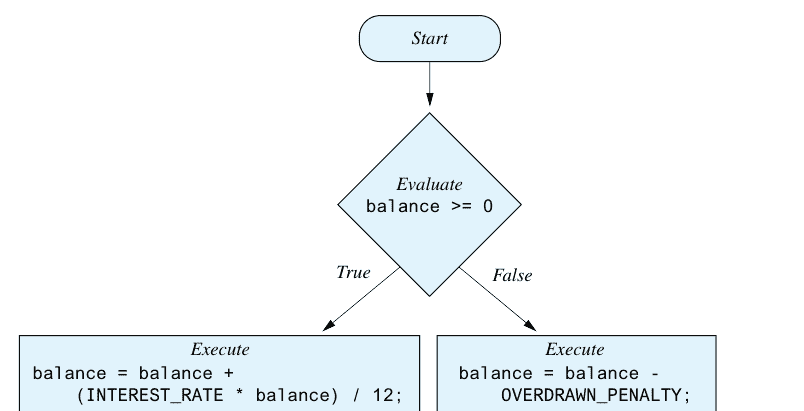 Start
Evaluate
balance >= 0
True
False
Execute
balance = balance +
(INTEREST_RATE * balance) / 12;
Execute
balance = balance -
OVERDRAWN_PENALTY;